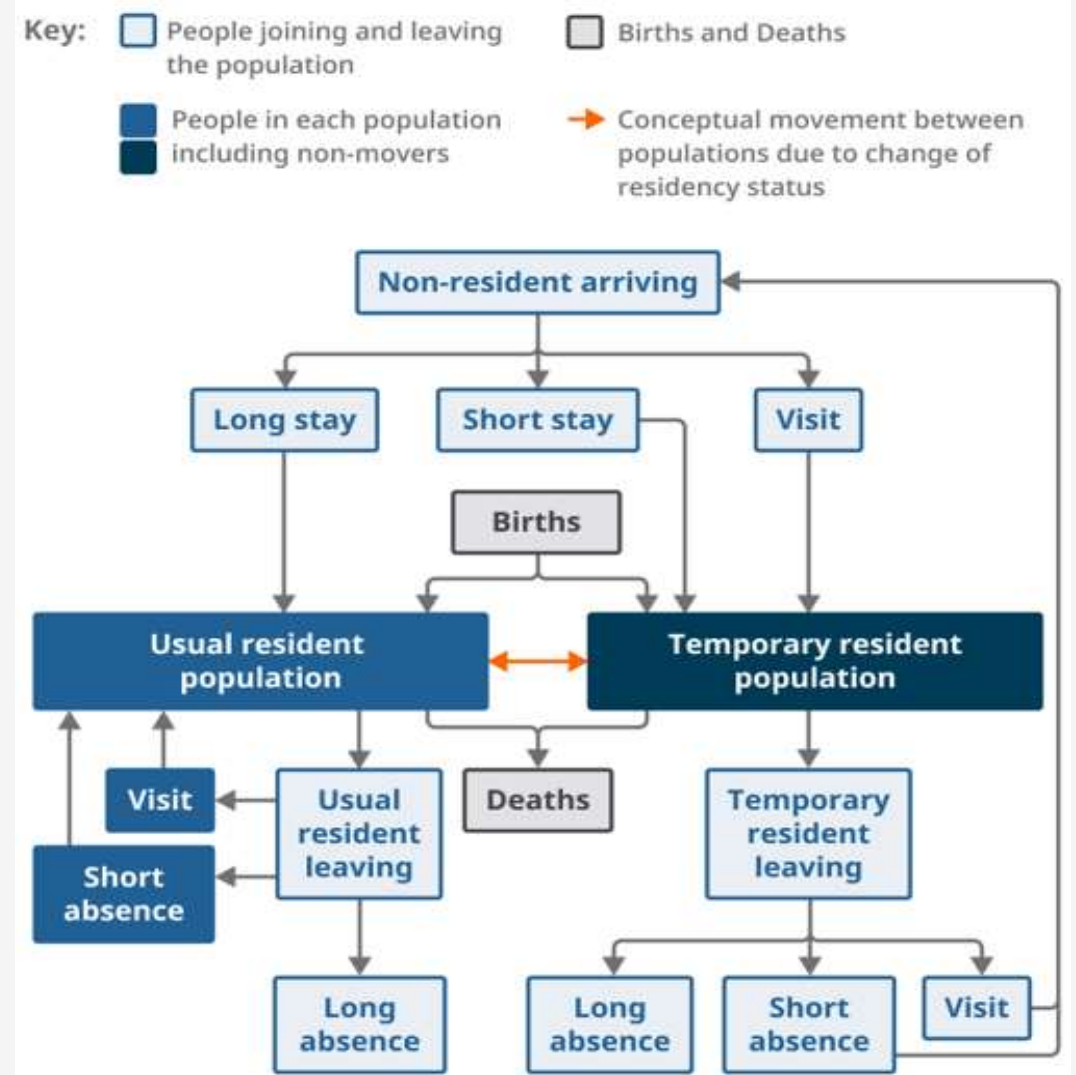 Key:
People joining and leaving
the population
Births and Deaths
People in each population
including non-movers
Conceptual movement between
populations due to change of
residency status
Non-resident arriving
Long stay
Short stay
Visit
Births
Usual resident
population
Temporary resident
population
Visit
Usual
resident
leaving
Deaths
Temporary
resident
leaving
Short
absence
Long
absence
Long
absence
Short
absence
Visit